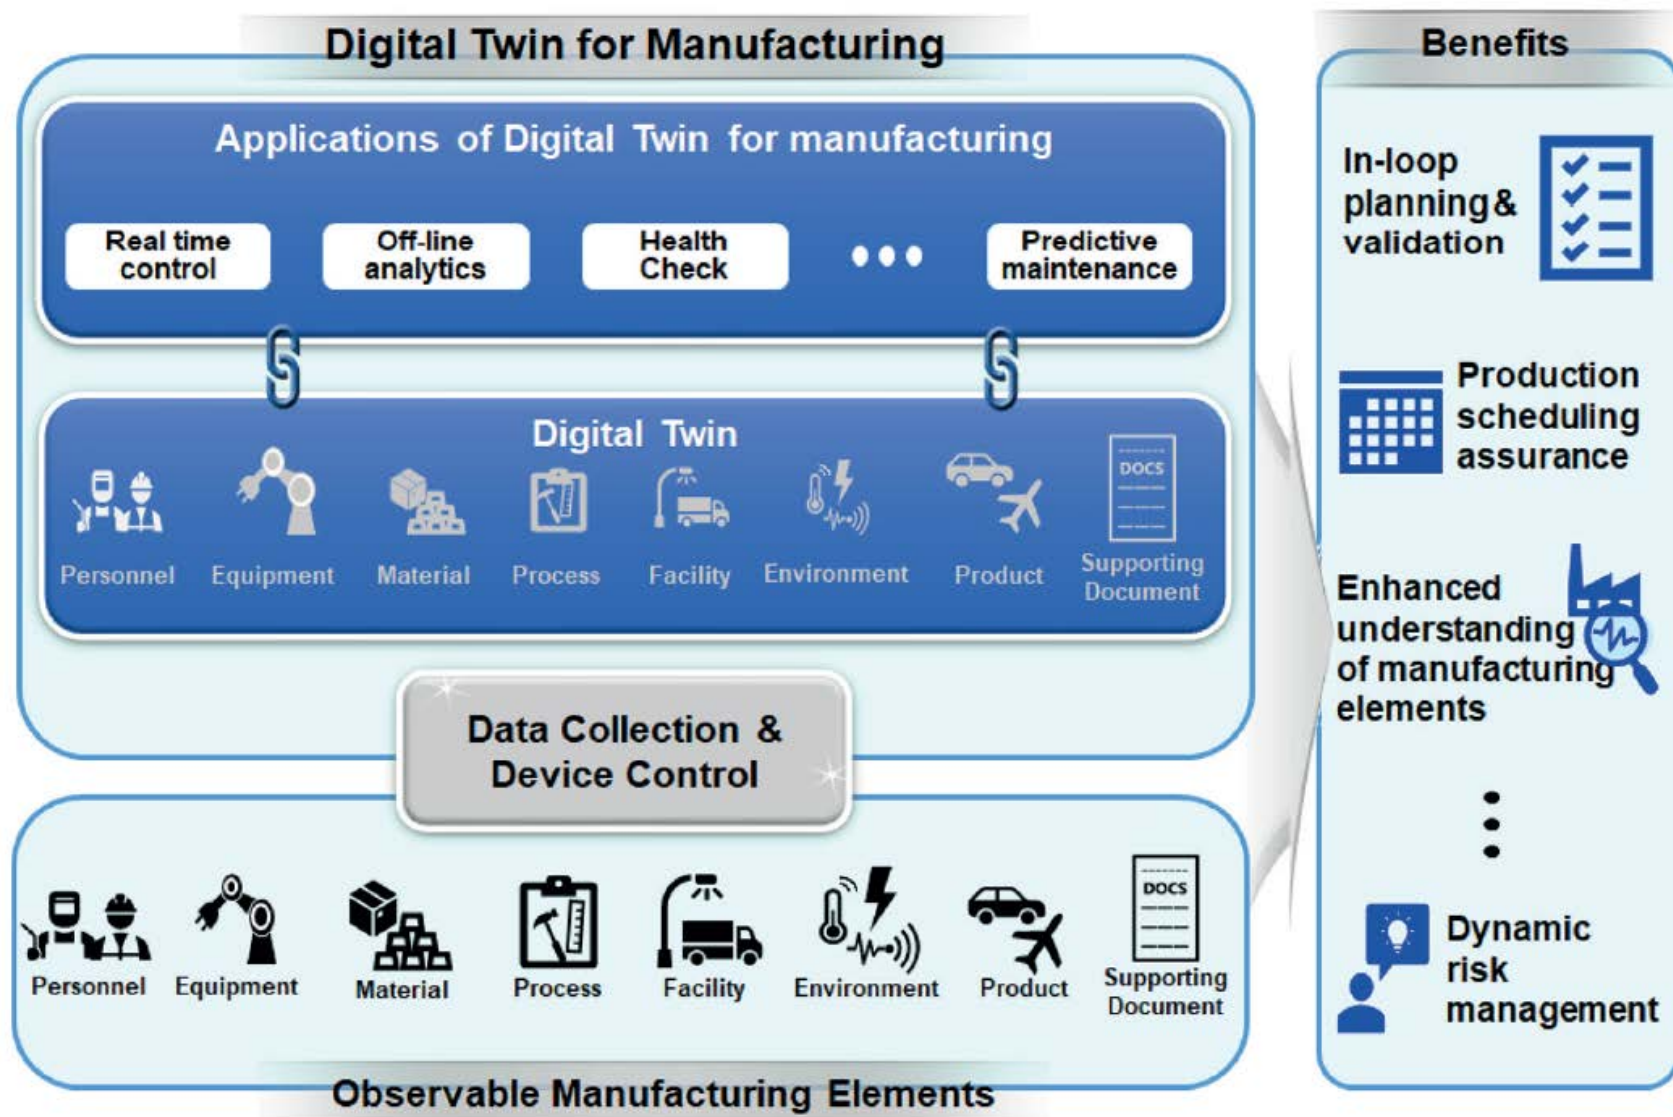 Digital Twin for Manufacturing
Applications of Digital Twin for manufacturing
Real time
control
Off-line
analytics
Health
Check
Predictive
maintenance
Digital Twin
DOCS
Personnel
Equipment
Material
Process
Facility
Environment
Product
Supporting
Document
Data Collection &
Device Control
DOCS
Personnel
Equipment
Material
Process
Facility
Environment
Product
Supporting
Document
Observable Manufacturing Elements
Benefits
In-loop
planning &
validation
Production
scheduling
assurance
Enhanced
understanding
of manufacturing
elements
Dynamic
risk
management